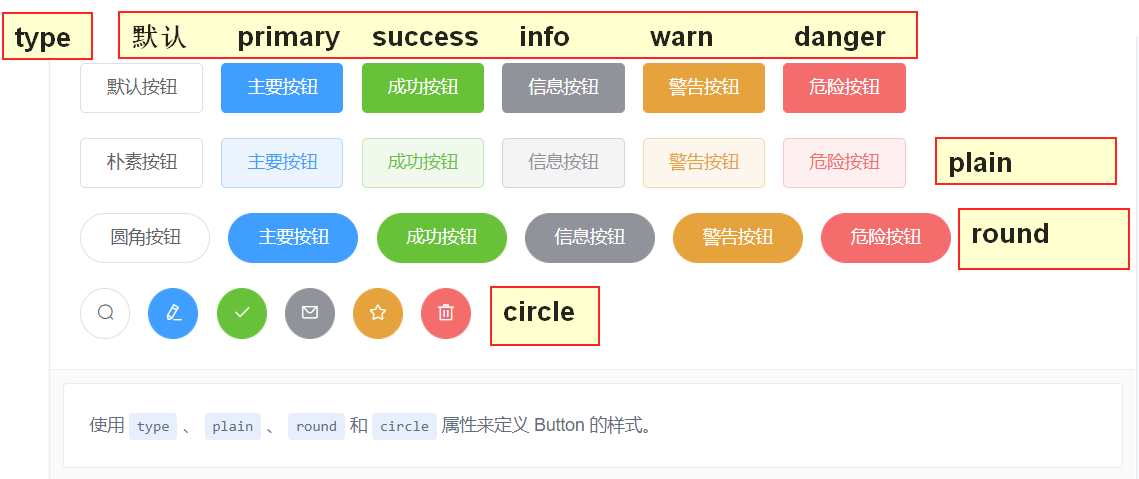 type 默认 primary success info warn danger
默认按钮 主要按钮 成功按钮 信息按钮 警告按钮 危险按钮
朴素按钮 主要按钮 成功按钮 信息按钮 警告按钮 危险按钮 plain
圆角按钮 主要按钮 成功按钮 信息按钮 警告按钮 危险按钮 round
circle
使用 type 、 plain 、 round 和 circle 属性来定义 Button 的样式。